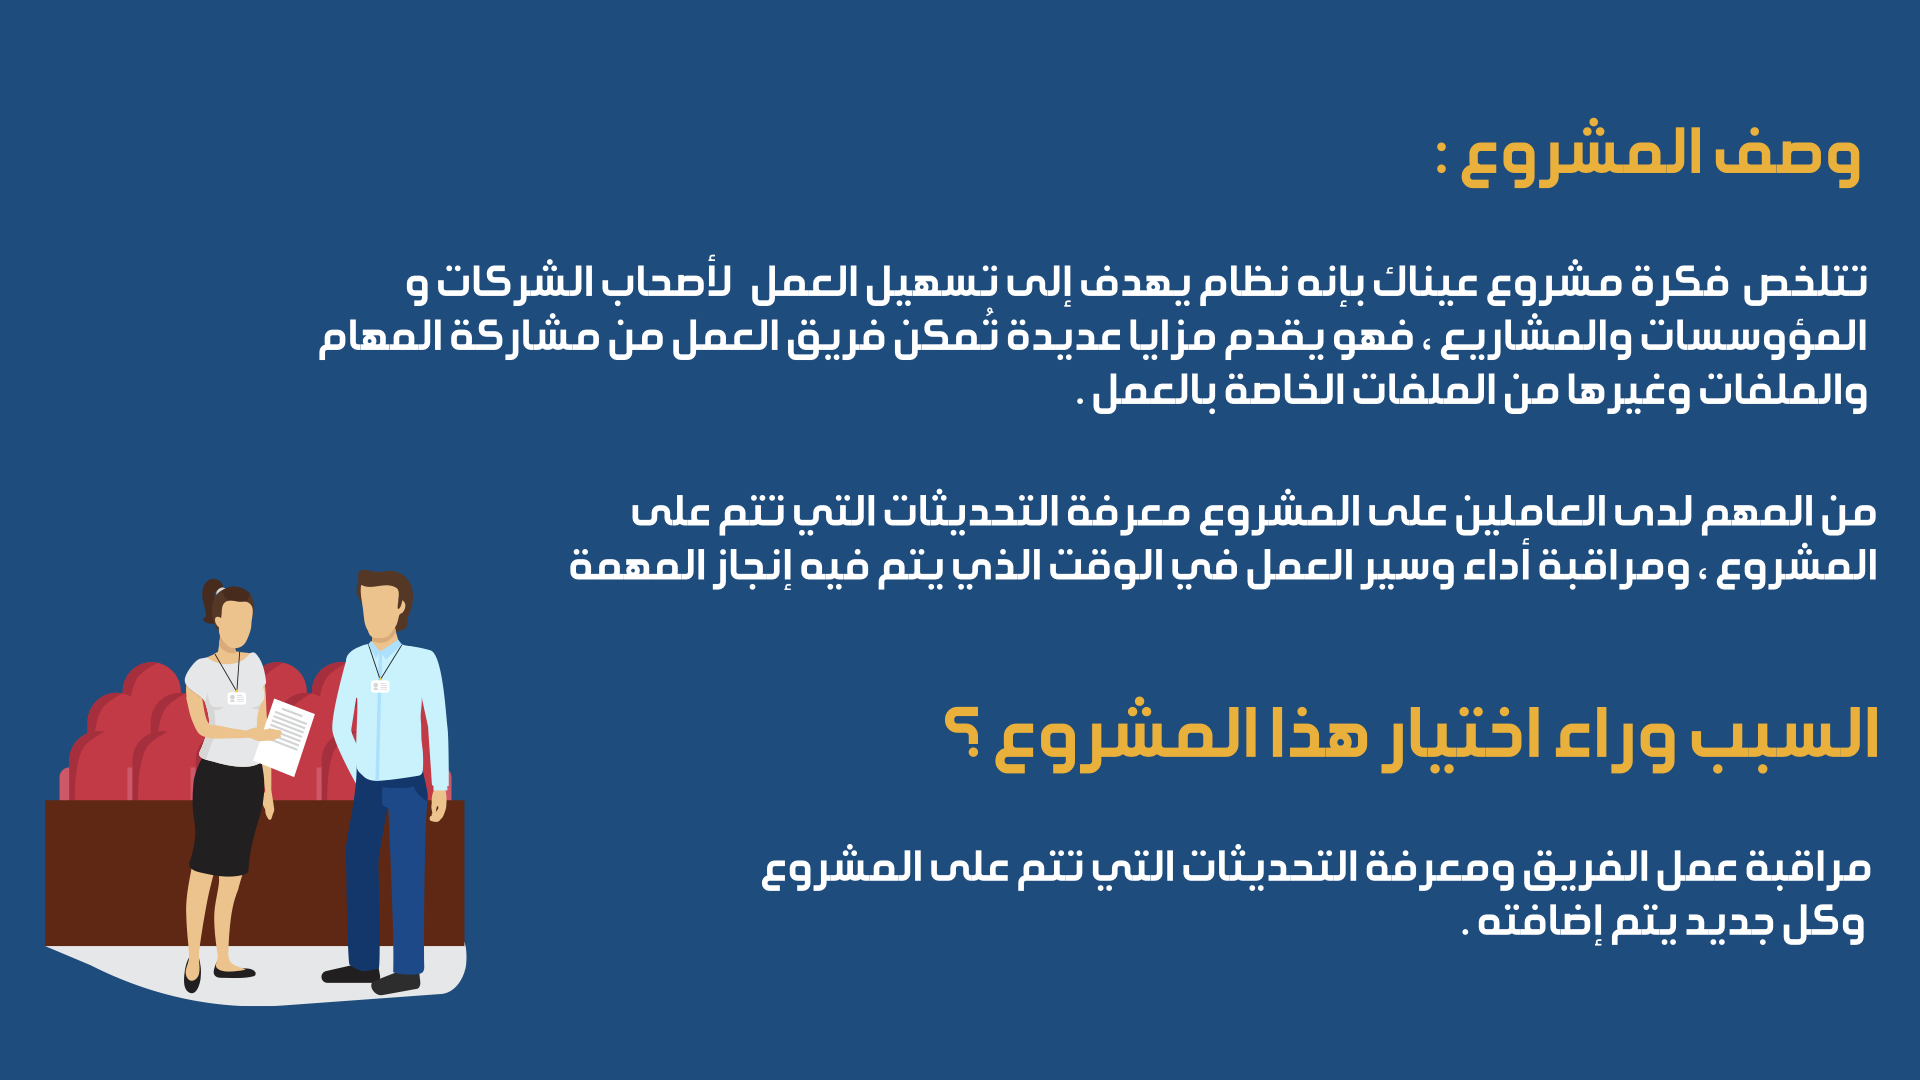 وصف المشروع :
تتلخص فكرة مشروع عيناك بإنه نظام يهدف إلى تسهيل العمل لأصحاب الشركات و
المؤوسسات والمشاريع ، فهو يقدم مزايا عديدة تُمكن فريق العمل من مشاركة المهام
والملفات وغيرها من الملفات الخاصة بالعمل .
من المهم لدى العاملين على المشروع معرفة التحديثات التي تتم على
المشروع ، ومراقبة أداء وسير العمل في الوقت الذي يتم فيه إنجاز المهمة
السبب وراء اختيار هذا المشروع ؟
مراقبة عمل الفريق ومعرفة التحديثات التي تتم على المشروع
وكل جديد يتم إضافته .